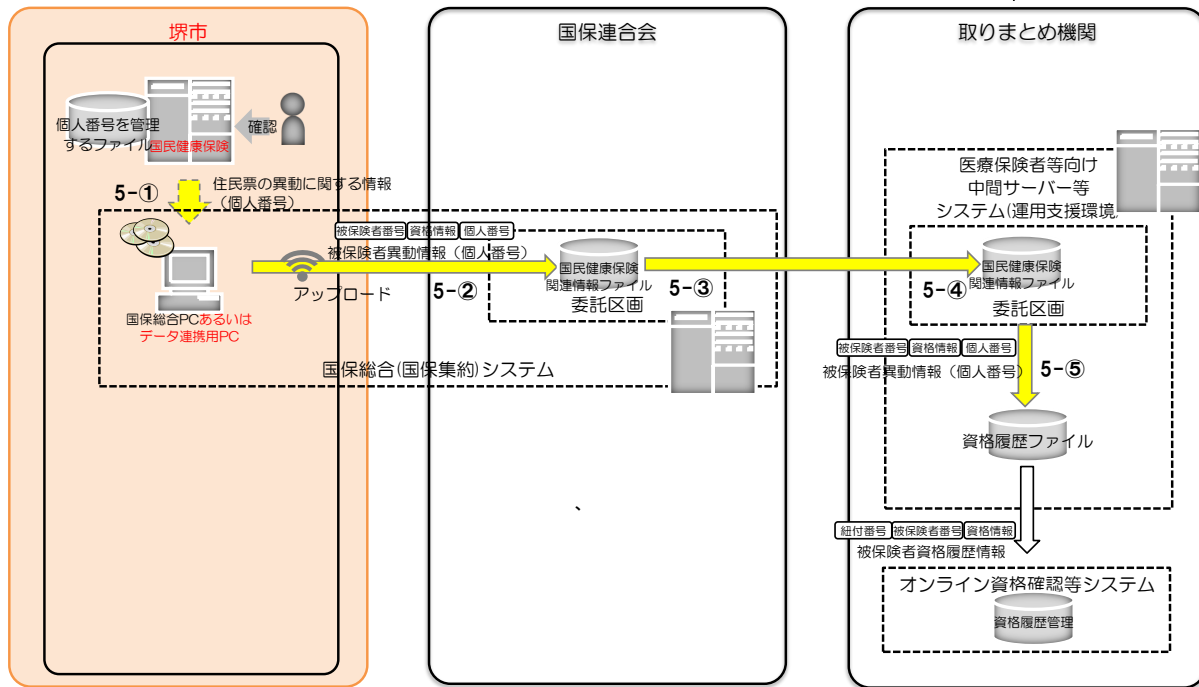 堺市
個人番号を管理
するファイル
国民健康保険
確認
5-①
住民票の異動に関する情報
（個人番号）
国保総合PCあるいは
データ連携用PC
アップロード
国保連合会
被保険者番号 資格情報 個人番号
被保険者異動情報（個人番号）
5-②
国民健康保険
関連情報ファイル
委託区画
5-③
国保総合(国保集約)システム
、
取りまとめ機関
医療保険者等向け
中間サーバー等
システム(運用支援環境)
5-④
国民健康保険
関連情報ファイル
委託区画
被保険者番号 資格情報 個人番号
被保険者異動情報（個人番号）
5-⑤
資格履歴ファイル
紐付番号 被保険者番号 資格情報
被保険者資格履歴情報
オンライン資格確認等システム
資格履歴管理